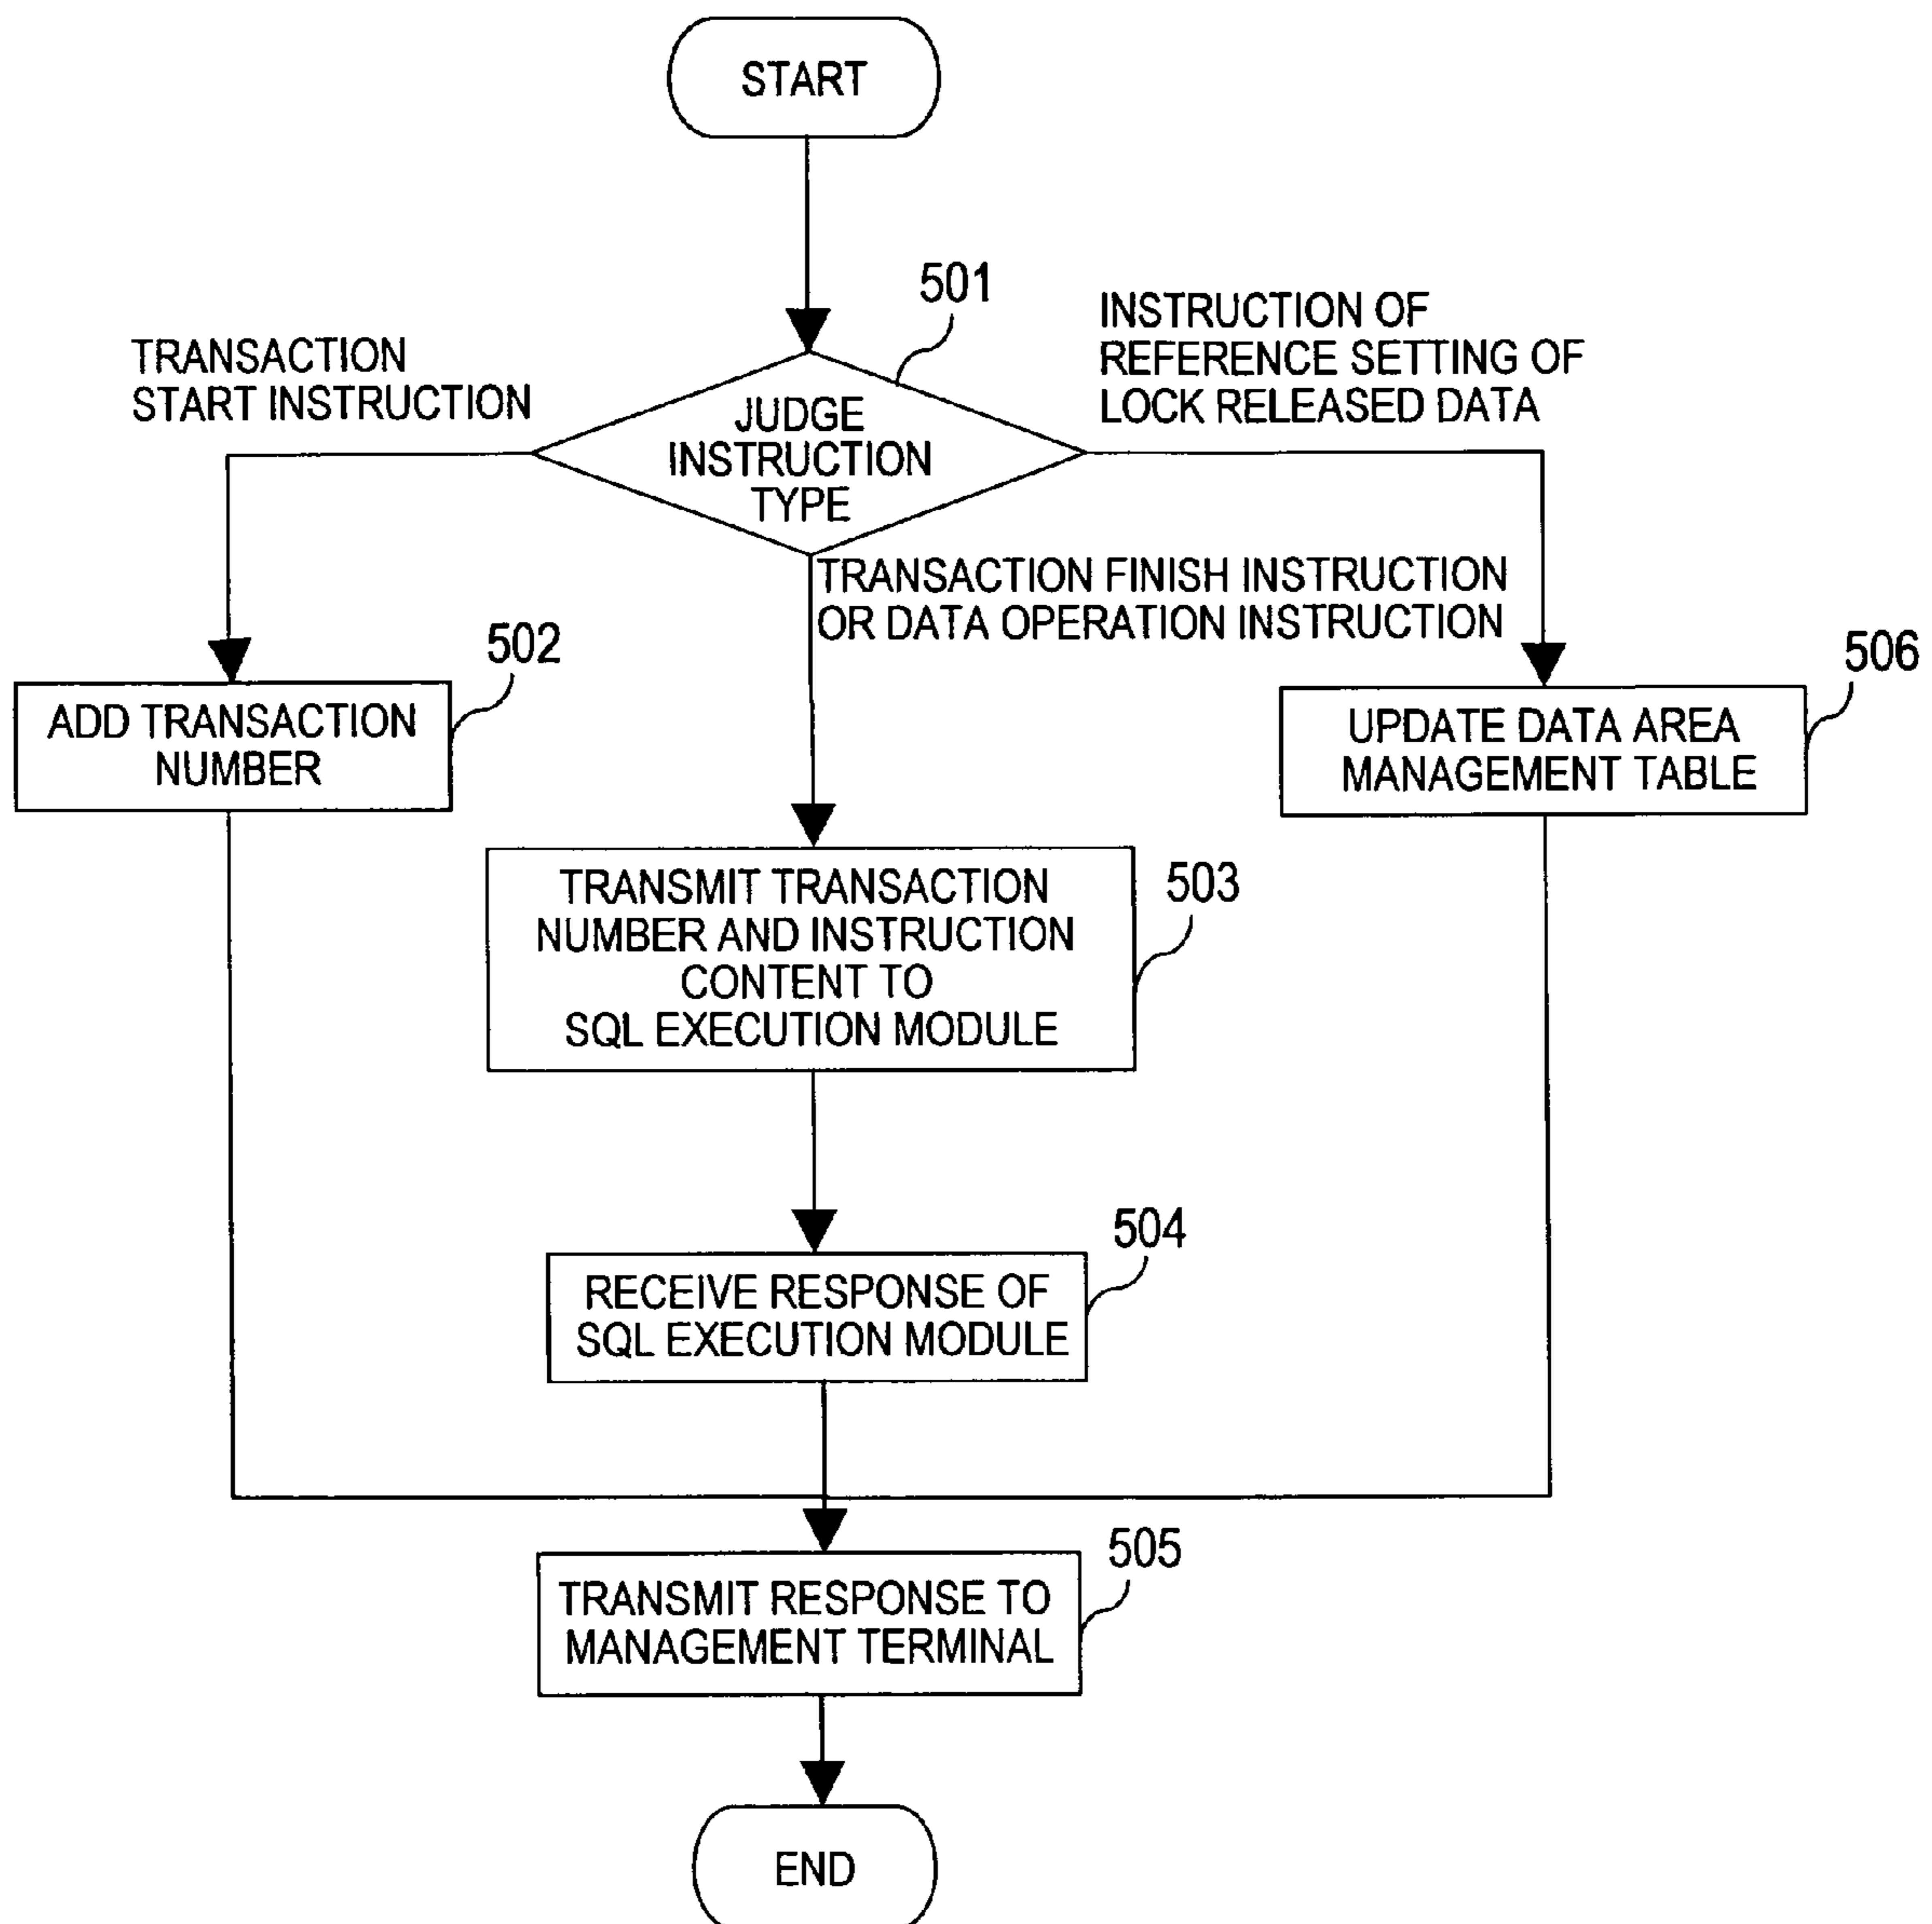 START
501
TRANSACTION
START INSTRUCTION
INSTRUCTION OF
REFERENCE SETTING OF
LOCK RELEASED DATA
JUDGE
INSTRUCTION
TYPE
TRANSACTION FINISH INSTRUCTION
OR DATA OPERATION INSTRUCTION
502
ADD TRANSACTION
NUMBER
506
UPDATE DATA AREA
MANAGEMENT TABLE
503
TRANSMIT TRANSACTION
NUMBER AND INSTRUCTION
CONTENT TO
SQL EXECUTION MODULE
504
RECEIVE RESPONSE OF
SQL EXECUTION MODULE
505
TRANSMIT RESPONSE TO
MANAGEMENT TERMINAL
END